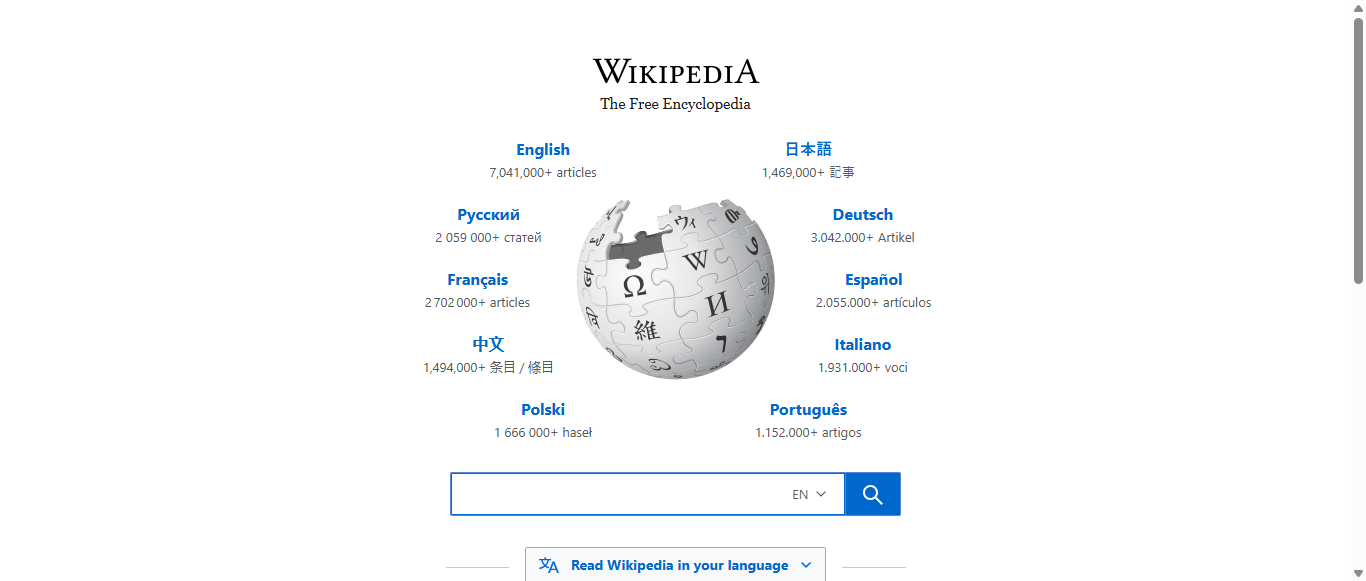 WIKIPEDIA
The Free Encyclopedia
English
7,041,000+ articles
日本語
1,469,000+ 記事
Русский
2 059 000+ статей
Deutsch
3.042.000+ Artikel
Français
2 702 000+ articles
Español
2.055.000+ artículos
中文
1,494,000+ 条目 / 條目
Italiano
1.931.000+ voci
Polski
1 666 000+ haseł
Português
1.152.000+ artigos
Ω
W
И
維
ウィ
EN
Read Wikipedia in your language